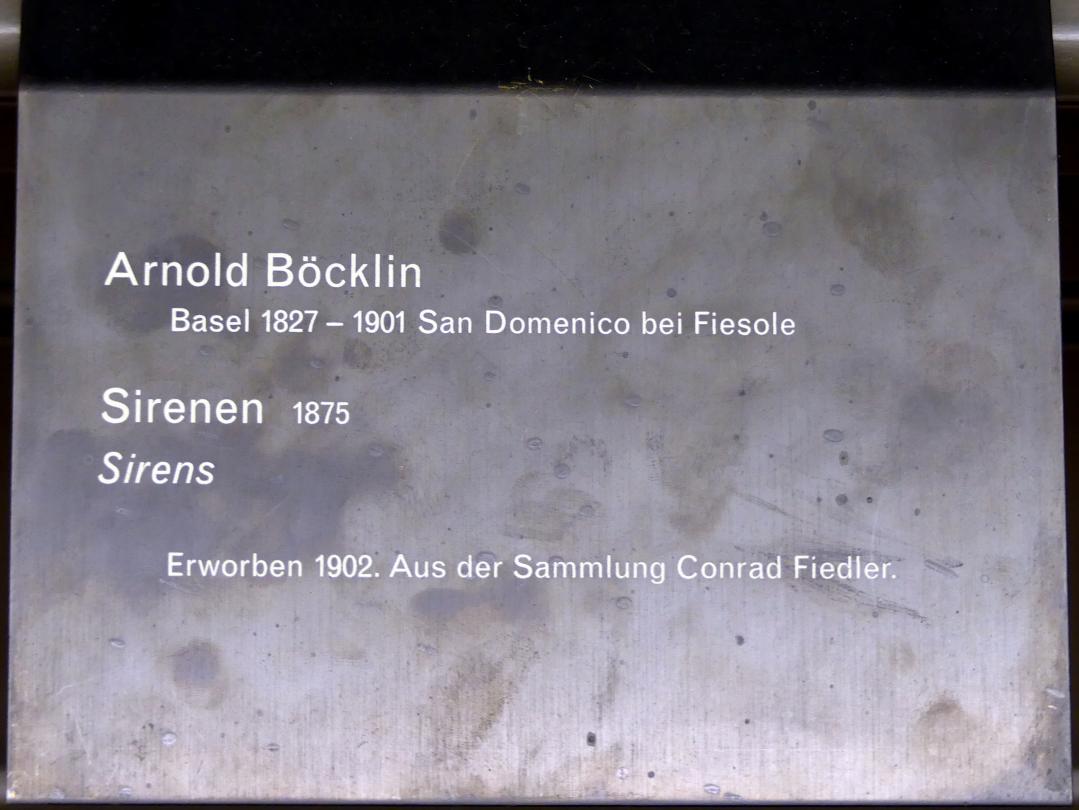 Arnold Böcklin
Basel 1827 – 1901 San Domenico bei Fiesole
Sirenen 1875
Sirens
Erworben 1902. Aus der Sammlung Conrad Fiedler.